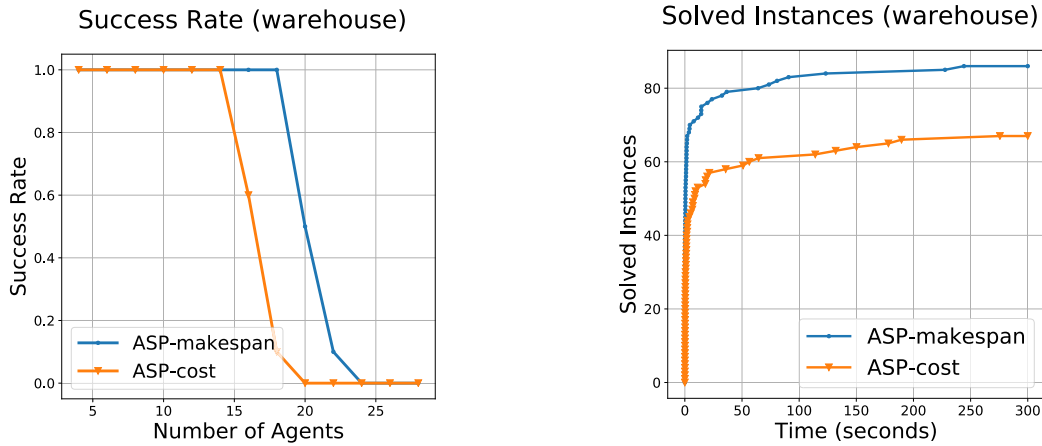 Success Rate (warehouse)
Success Rate
1.0
0.8
0.6
0.4
0.2
0.0
ASP-makespan
ASP-cost
5
10
15
20
25
Number of Agents
Solved Instances (warehouse)
Solved Instances
80
60
40
20
0
ASP-makespan
ASP-cost
0
50
100
150
200
250
300
Time (seconds)